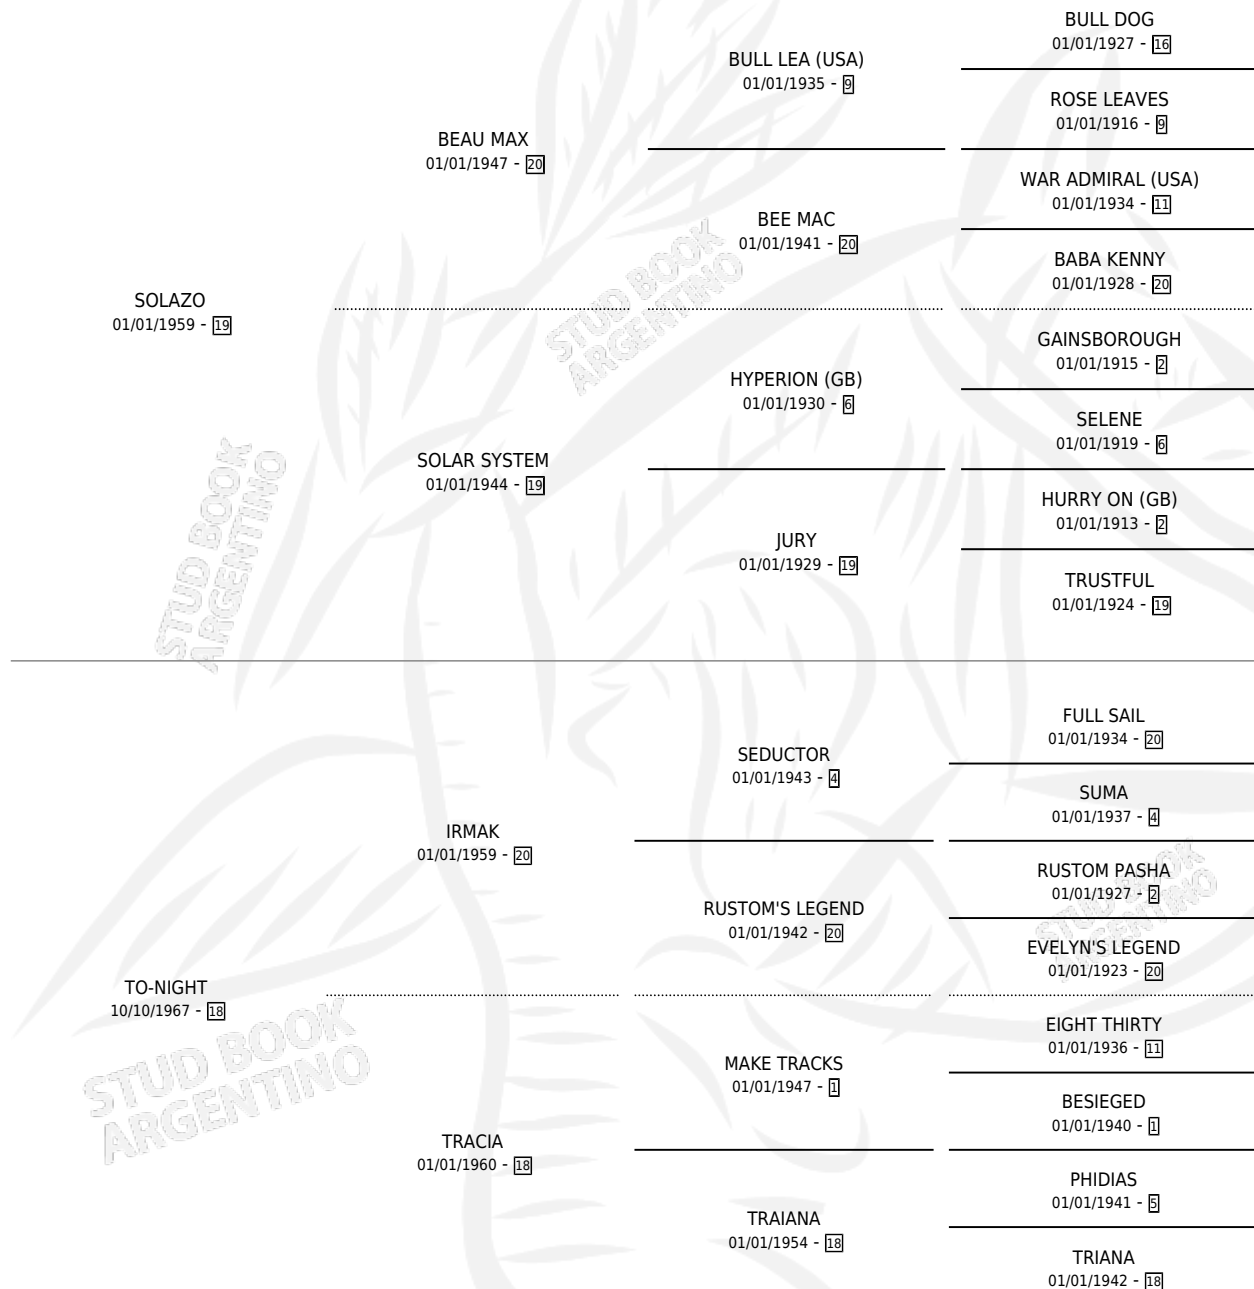 BULL DOG
01/01/1927 - 16
BULL LEA (USA)
01/01/1935 - 9
ROSE LEAVES
01/01/1916 - 9
BEAU MAX
01/01/1947 - 20
WAR ADMIRAL (USA)
01/01/1934 - 11
BEE MAC
01/01/1941 - 20
BABA KENNY
01/01/1928 - 20
SOLAZO
01/01/1959 - 19
GAINSBOROUGH
01/01/1915 - 2
HYPERION (GB)
01/01/1930 - 6
SELENE
01/01/1919 - 6
SOLAR SYSTEM
01/01/1944 - 19
HURRY ON (GB)
01/01/1913 - 2
JURY
01/01/1929 - 19
TRUSTFUL
01/01/1924 - 19
FULL SAIL
01/01/1934 - 20
SEDUCTOR
01/01/1943 - 4
SUMA
01/01/1937 - 4
IRMAK
01/01/1959 - 20
RUSTOM PASHA
01/01/1927 - 2
RUSTOM'S LEGEND
01/01/1942 - 20
EVELYN'S LEGEND
01/01/1923 - 20
TO-NIGHT
10/10/1967 - 18
EIGHT THIRTY
01/01/1936 - 11
MAKE TRACKS
01/01/1947 - 1
BESIEGED
01/01/1940 - 1
TRACIA
01/01/1960 - 18
PHIDIAS
01/01/1941 - 5
TRAIANA
01/01/1954 - 18
TRIANA
01/01/1942 - 18
STUD BOOK
ARGENTINO
STUD BOOK
ARGENTINO
STUD BOOK
ARGENTINO
STUD BOOK
ARGENTINO